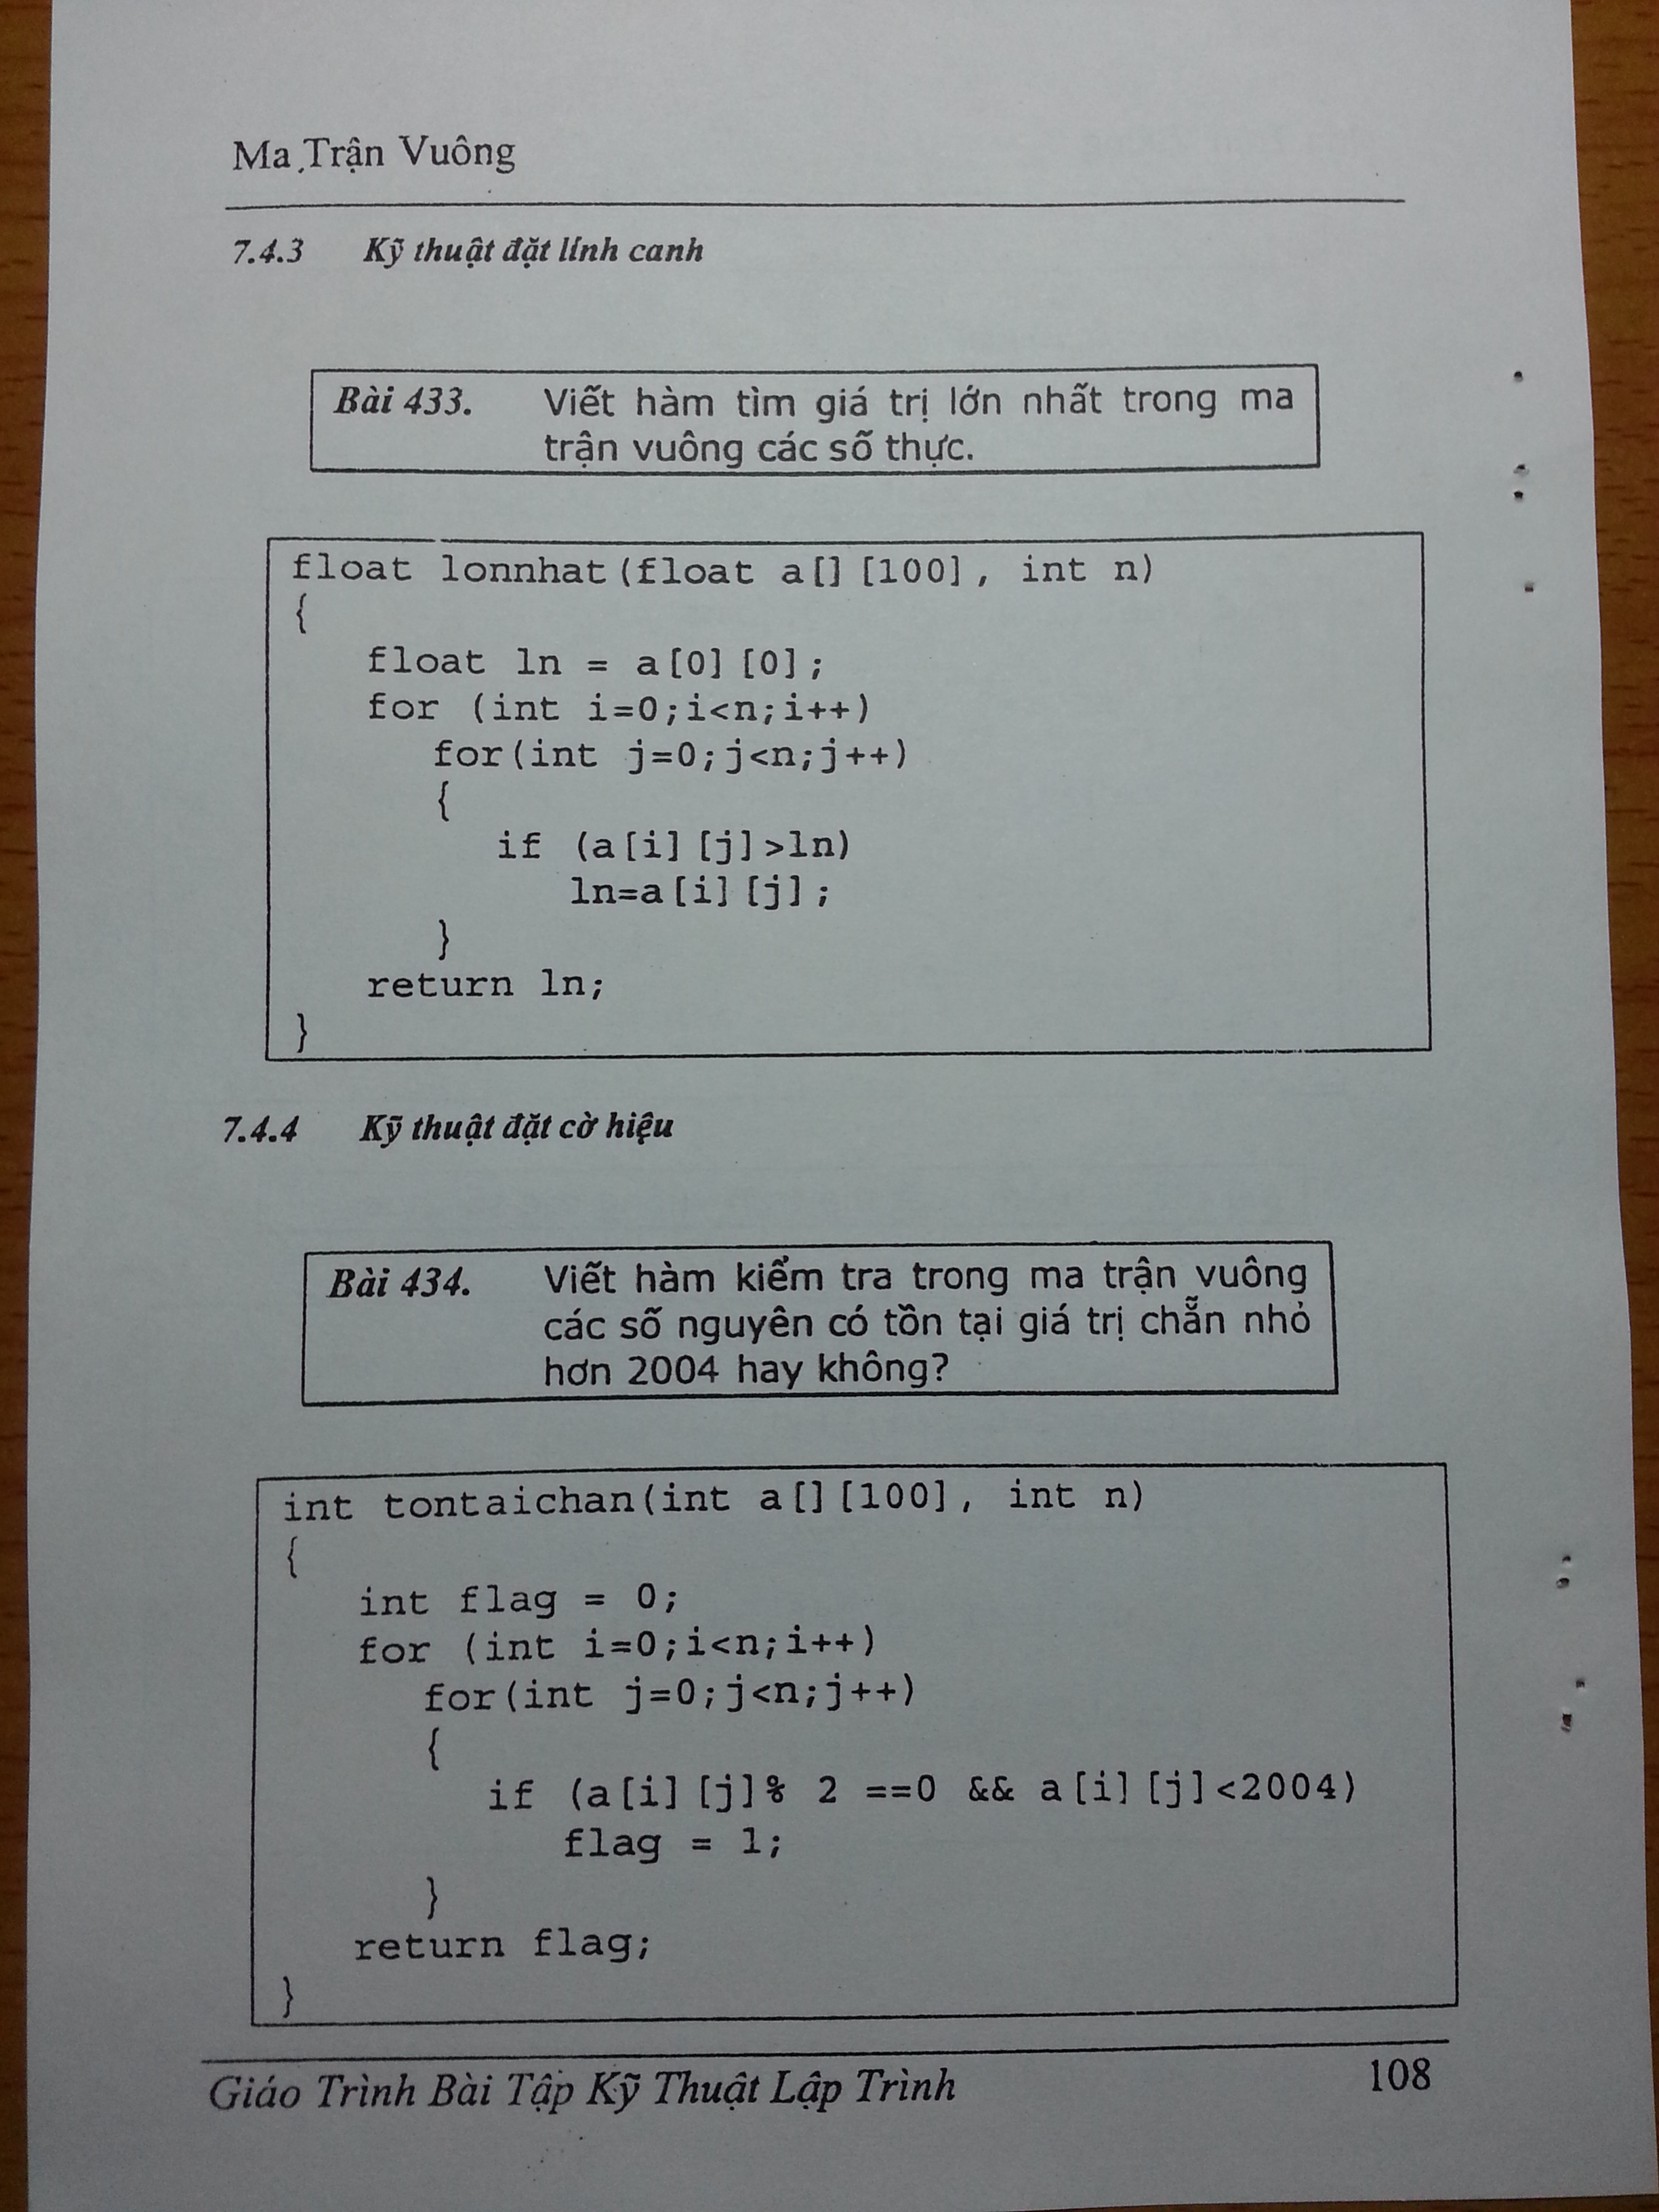 Ma Trận Vuông
7.4.3 Kỹ thuật đặt lính canh
Bài 433. Viết hàm tìm giá trị lớn nhất trong ma
trận vuông các số thực.
float lonnhat(float a[][100], int n)
{
float ln = a[0][0];
for (int i=0;i<n;i++)
for(int j=0;j<n;j++)
{
if (a[i][j]>ln)
ln=a[i][j];
}
return ln;
}
7.4.4 Kỹ thuật đặt cờ hiệu
Bài 434. Viết hàm kiểm tra trong ma trận vuông
các số nguyên có tồn tại giá trị chẵn nhỏ
hơn 2004 hay không?
int tontaichan(int a[][100], int n)
{
int flag = 0;
for (int i=0;i<n;i++)
for(int j=0;j<n;j++)
{
if (a[i][j]% 2 ==0 && a[i][j]<2004)
flag = 1;
}
return flag;
}
Giáo Trình Bài Tập Kỹ Thuật Lập Trình 108